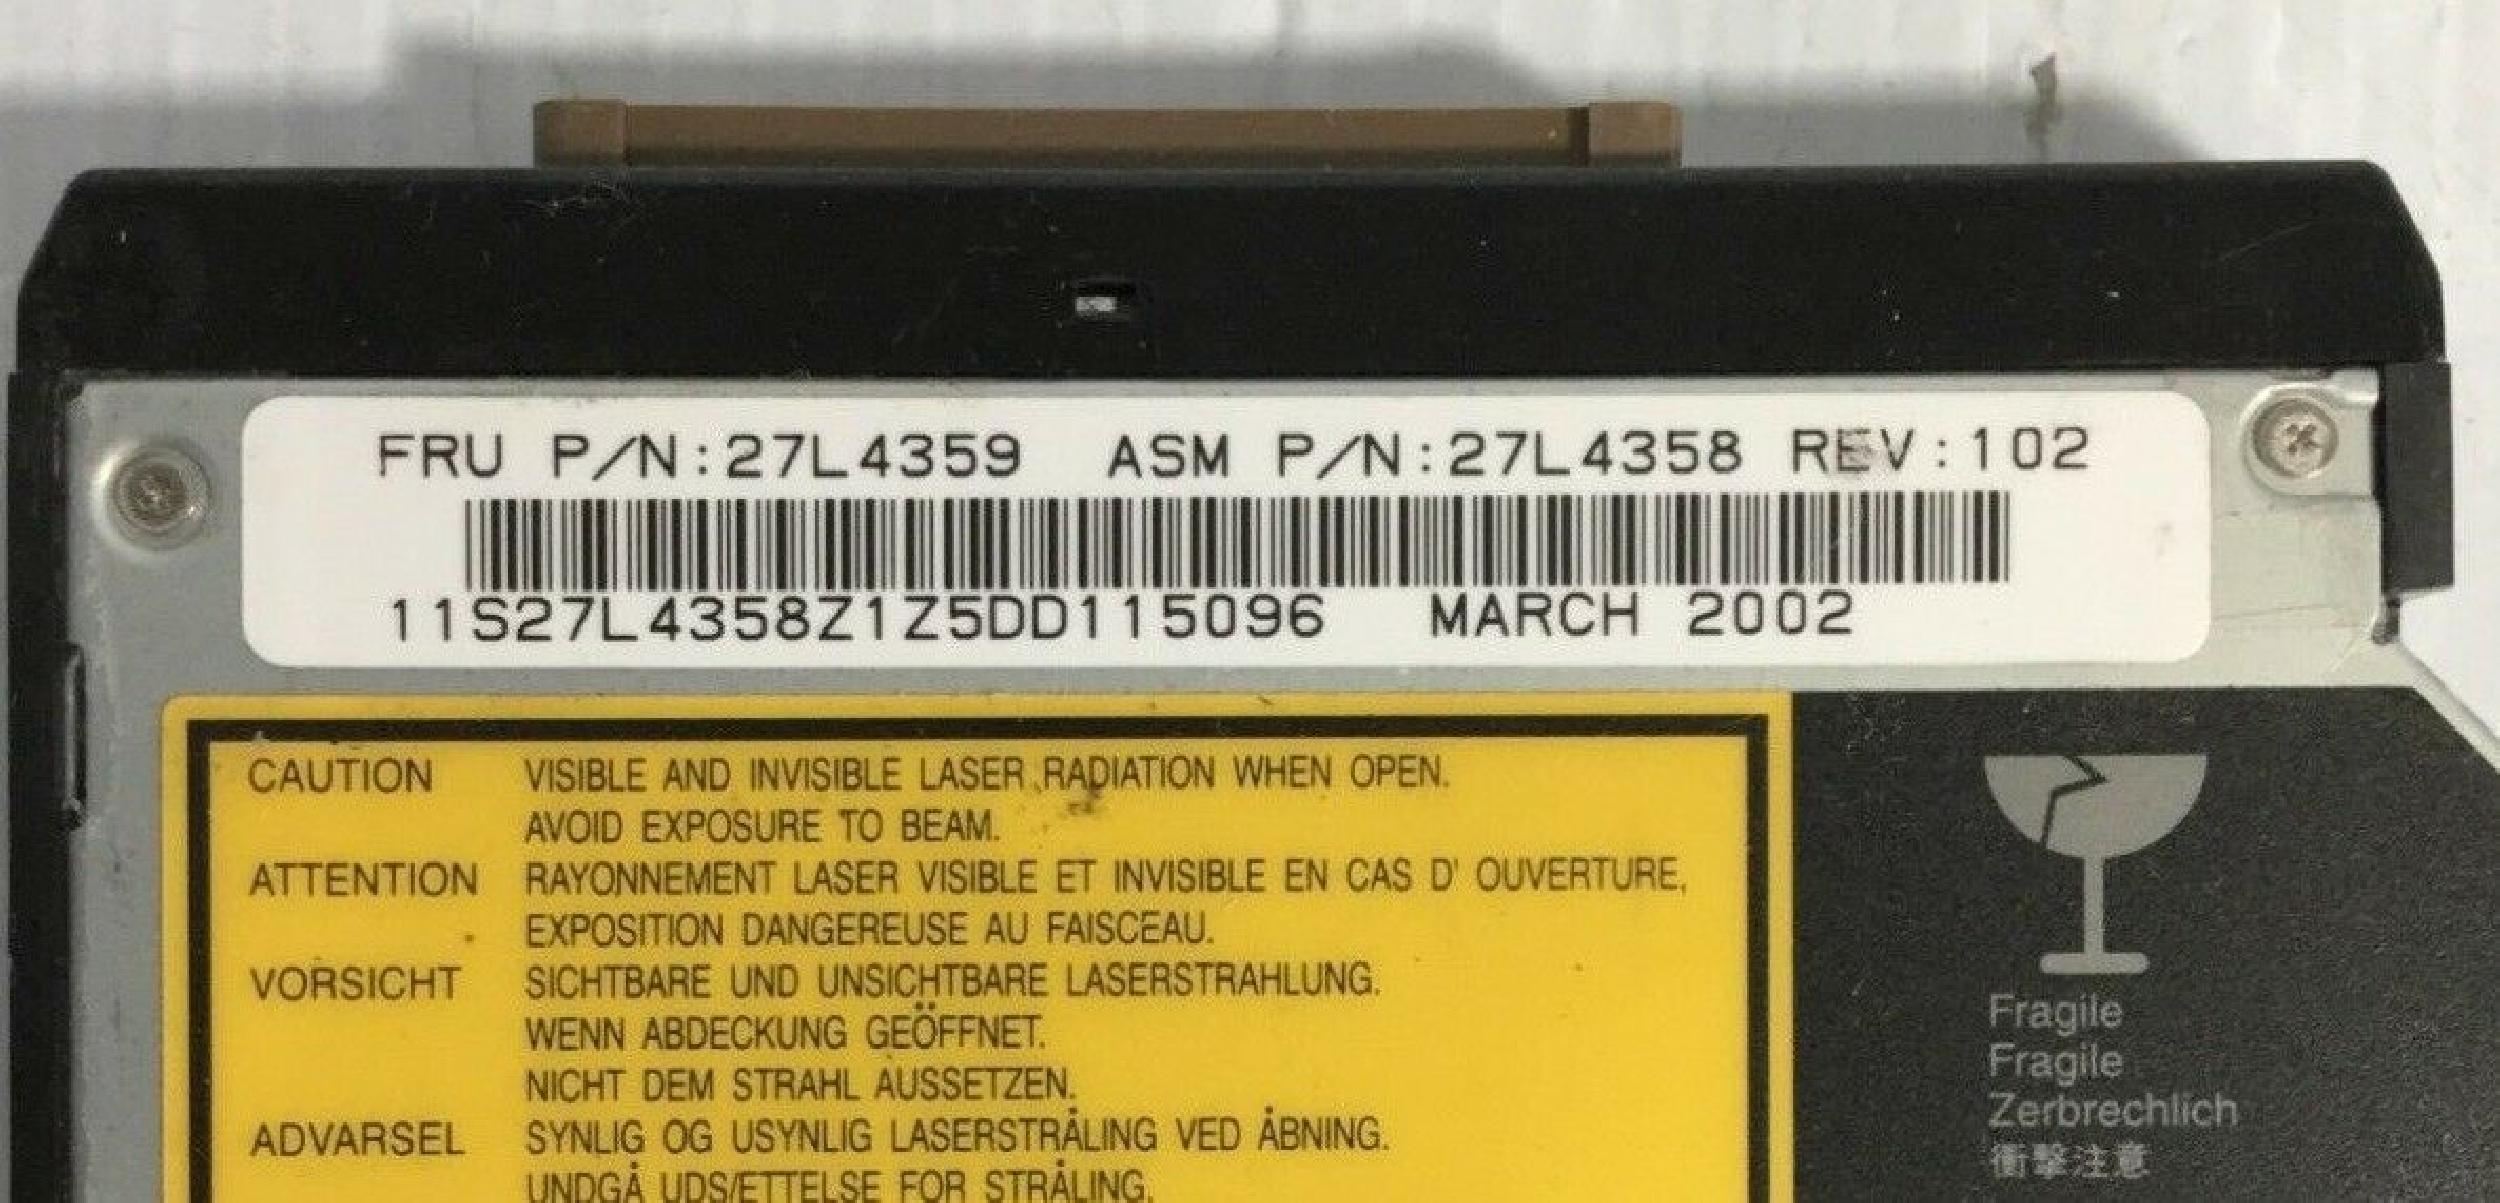 FRU P/N:27L4359 ASM P/N:27L4358 REV:102
11S27L4358Z1Z5DD115096 MARCH 2002
CAUTION VISIBLE AND INVISIBLE LASER RADIATION WHEN OPEN.
AVOID EXPOSURE TO BEAM.
ATTENTION RAYONNEMENT LASER VISIBLE ET INVISIBLE EN CAS D' OUVERTURE,
EXPOSITION DANGEREUSE AU FAISCEAU.
VORSICHT SICHTBARE UND UNSICHTBARE LASERSTRAHLUNG.
WENN ABDECKUNG GEÖFFNET.
NICHT DEM STRAHL AUSSETZEN.
ADVARSEL SYNLIG OG USYNLIG LASERSTRÅLING VED ÅBNING.
UNDGÅ UDS/ETTELSE FOR STRÅLING.
Fragile
Fragile
Zerbrechlich
衝撃注意